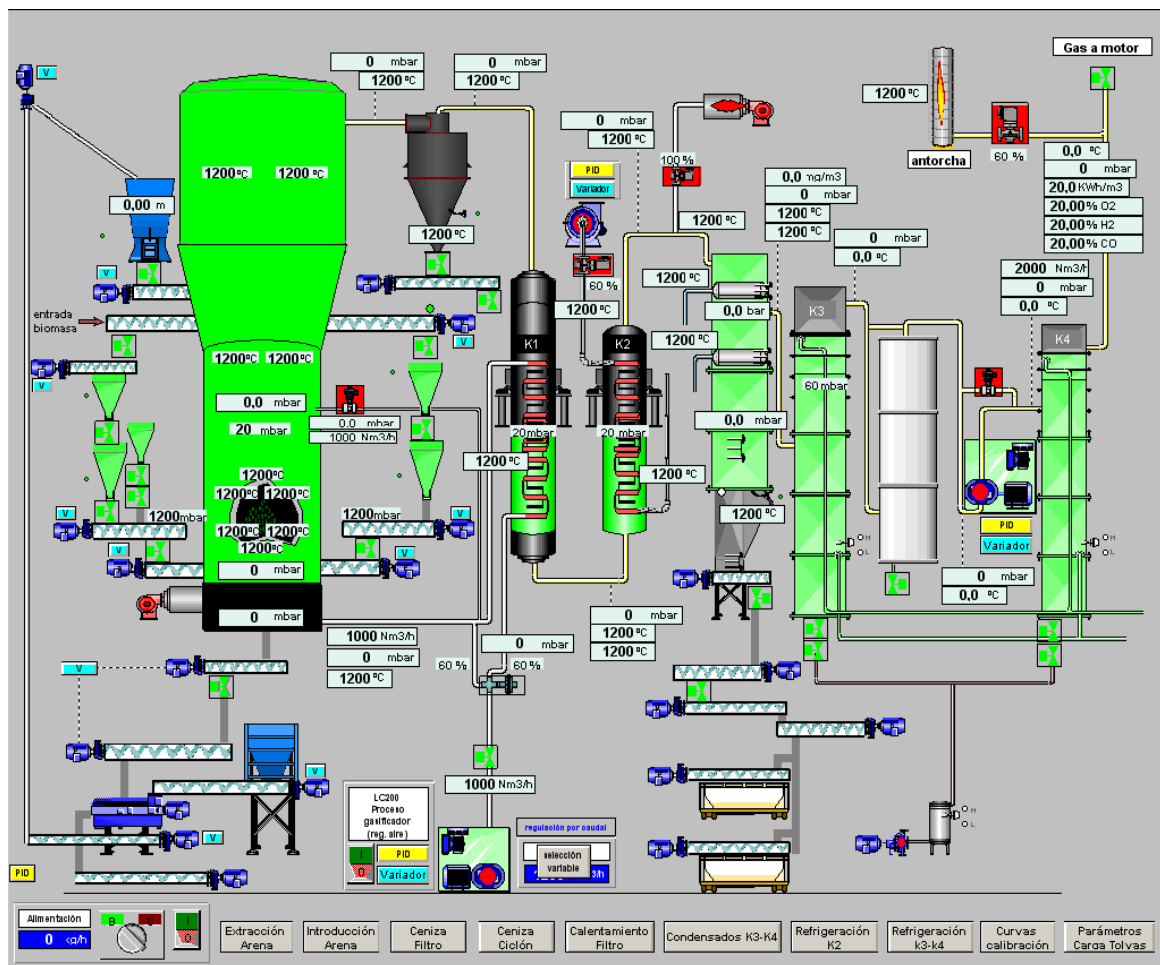 Gas a motor
0 mbar
1200 ºC
0 mbar
1200 ºC
V
1200 ºC
antorcha
60 %
0 mbar
1200 ºC
100 %
PID
Variador
0,0 ºC
0 mbar
20,0 KWh/m3
20,00 % O2
20,00 % H2
20,00 % CO
0,0 mg/m3
0 mbar
1200 ºC
1200 ºC
1200 ºC 1200 ºC
0,00 m
1200 ºC
1200 ºC
0 mbar
0,0 ºC
2000 Nm3/h
0 mbar
0,0 ºC
V
V
60 %
1200 ºC
1200 ºC
0,0 bar
1200 ºC
entrada
biomasa
V
K1
K2
K3
K4
V
1200 ºC 1200 ºC
60 mbar
0,0 mbar
0,0 mbar
1000 Nm3/h
20 mbar
20 mbar
20 mbar
0,0 mbar
1200 ºC
1200 ºC
1200 ºC
1200 ºC 1200 ºC
1200 ºC
1200 mbar
1200 mbar
V
V
1200 ºC 1200 ºC
1200 ºC
PID
Variador
H
L
H
L
V
V
0 mbar
0 mbar
0,0 ºC
0 mbar
0 mbar
1200 ºC
1200 ºC
1000 Nm3/h
0 mbar
1200 ºC
0 mbar
60 % 60 %
V
V
1000 Nm3/h
LC200
Proceso
gasificador
(reg. aire)
I
0
PID
Variador
regulación por caudal
selección
variable
H
L
V
PID
Alimentación
0 kg/h
I
0
Extracción
Arena
Introducción
Arena
Ceniza
Filtro
Ceniza
Ciclón
Calentamiento
Filtro
Condensados K3-K4
Refrigeración
K2
Refrigeración
k3-k4
Curvas
calibración
Parámetros
Carga Tolvas